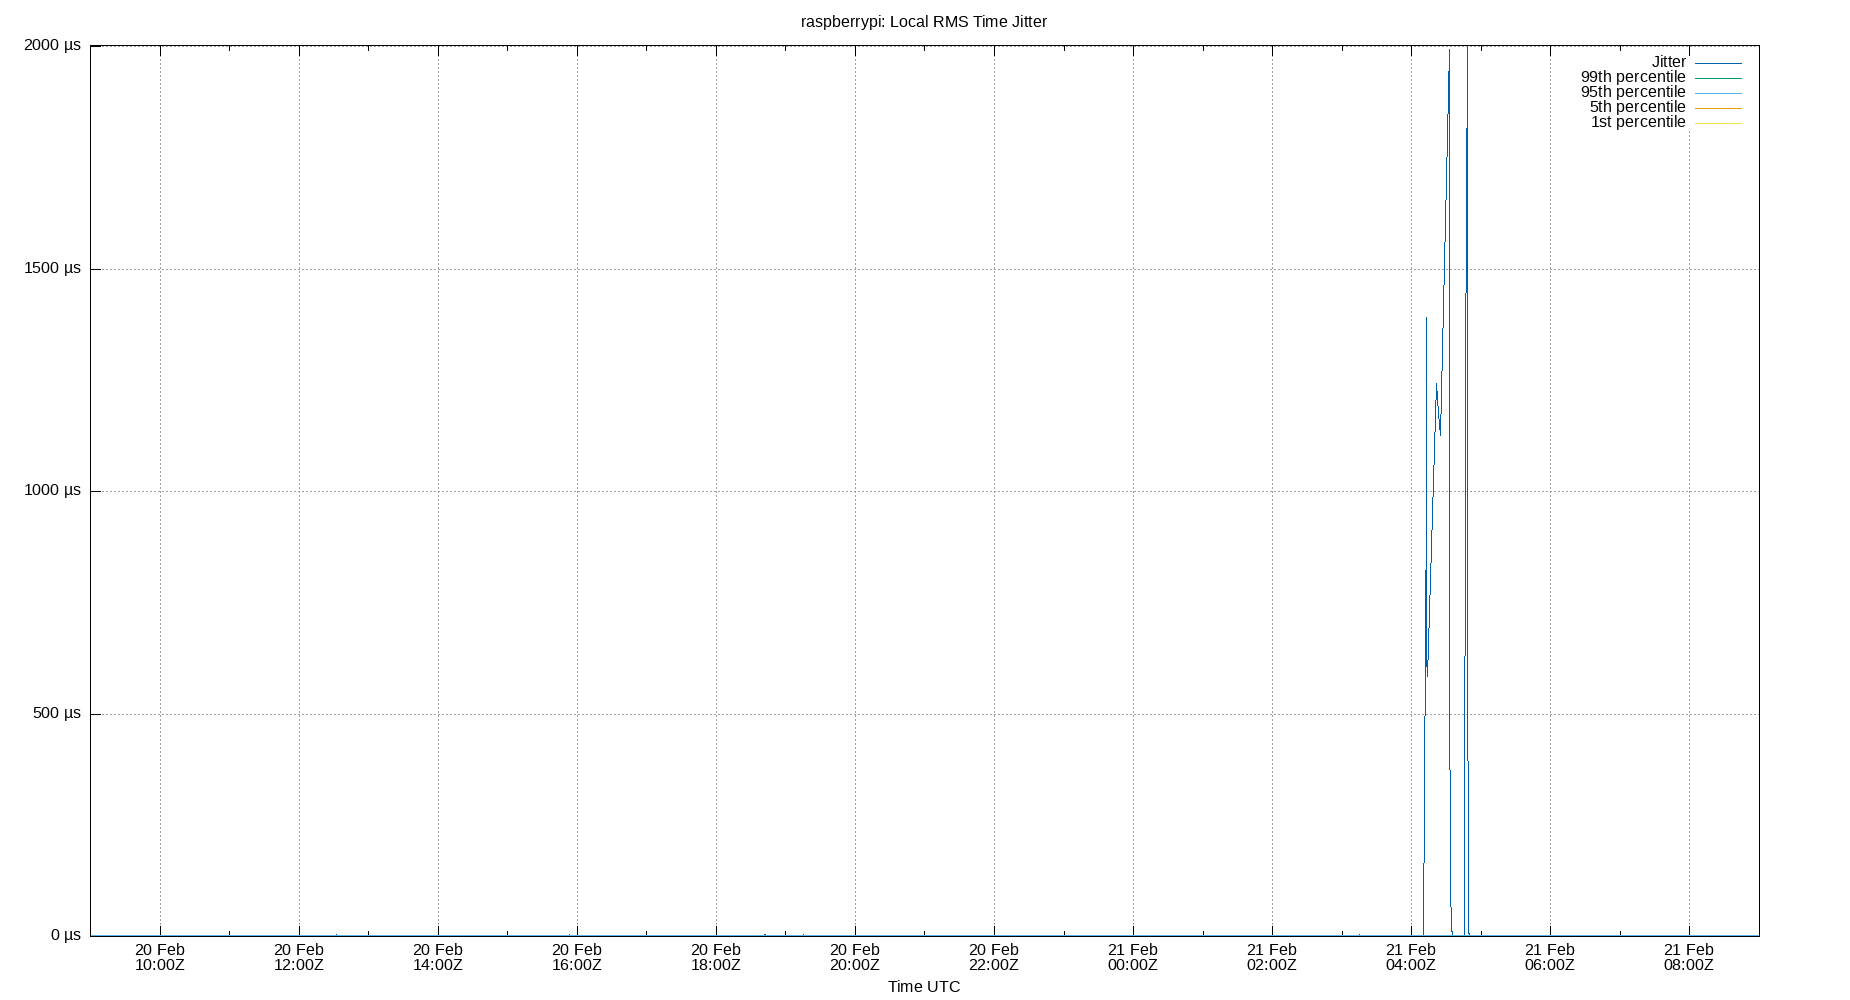 raspberrypi: Local RMS Time Jitter
2000 µs
1500 µs
1000 µs
500 µs
0 µs
Jitter
99th percentile
95th percentile
5th percentile
1st percentile
20 Feb 20 Feb 20 Feb 20 Feb 20 Feb 20 Feb 20 Feb 21 Feb 21 Feb 21 Feb 21 Feb 21 Feb
10:00Z 12:00Z 14:00Z 16:00Z 18:00Z 20:00Z 22:00Z 00:00Z 02:00Z 04:00Z 06:00Z 08:00Z
Time UTC